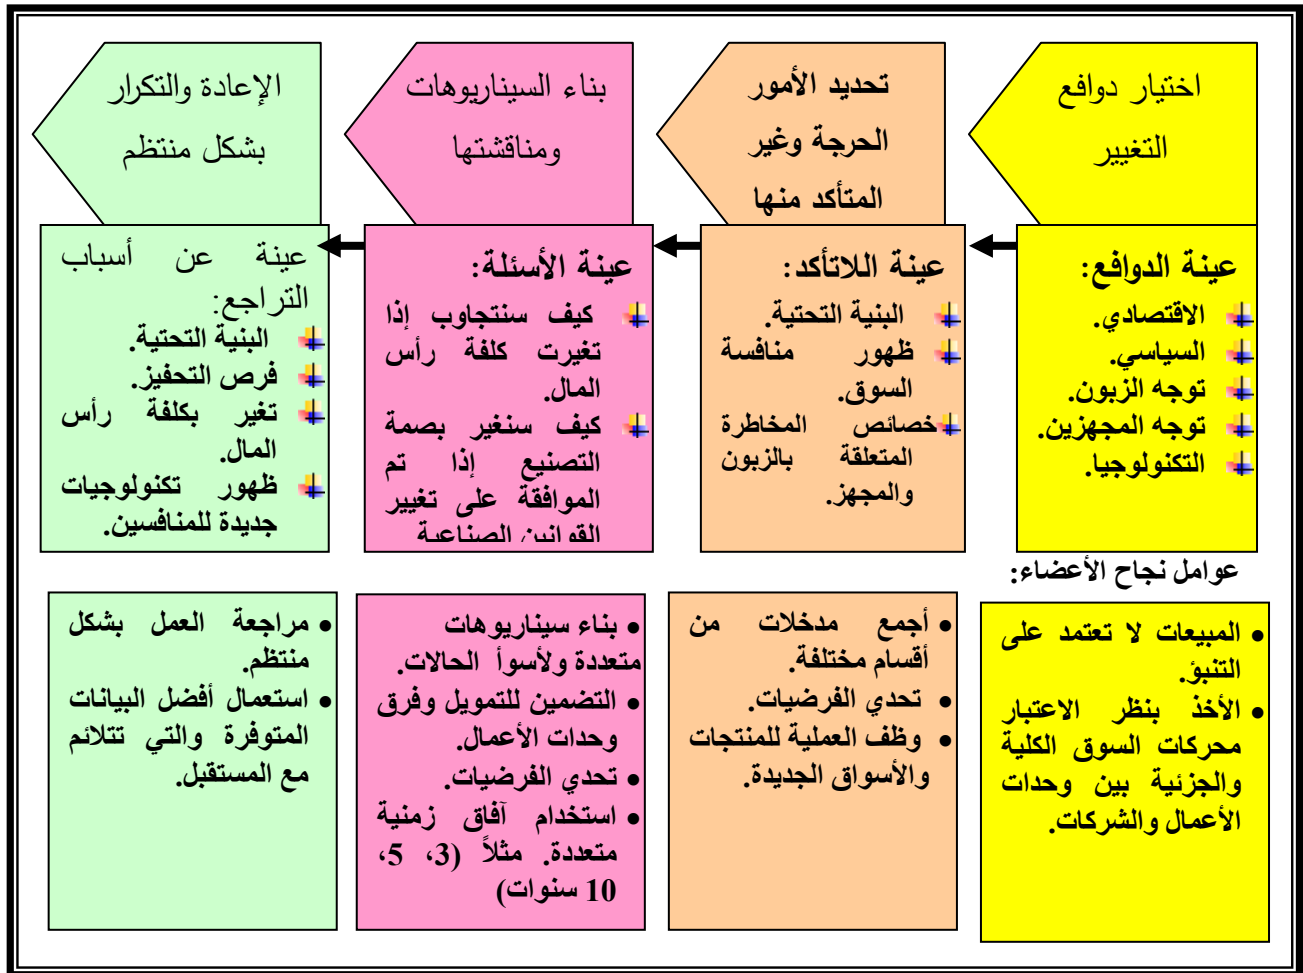 اختيار دوافع
التغيير
تحديد الأمور
الحرجة وغير
المتأكد منها
بناء السيناريوهات
ومناقشتها
الإعادة والتكرار
بشكل منتظم
عينة الدوافع:
الاقتصادي.
السياسي.
توجه الزبون.
توجه المجهزين.
التكنولوجيا.
عينة اللاتأكد:
البنية التحتية.
ظهور منافسة
السوق.
خصائص المخاطرة
المتعلقة بالزبون
والمجهز.
عينة الأسئلة:
كيف سنتجاوب إذا
تغيرت كلفة رأس
المال.
كيف سنغير بصمة
التصنيع إذا تم
الموافقة على تغيير
القوانين الصناعية
عينة عن أسباب
التراجع:
البنية التحتية.
فرص التحفيز.
تغير بكلفة رأس
المال.
ظهور تكنولوجيات
جديدة للمنافسين.
عوامل نجاح الأعضاء:
• المبيعات لا تعتمد على
التنبؤ.
• الأخذ بنظر الاعتبار
محركات السوق الكلية
والجزئية بين وحدات
الأعمال والشركات.
• أجمع مدخلات من
أقسام مختلفة.
• تحدي الفرضيات.
• وظف العملية للمنتجات
والأسواق الجديدة.
• بناء سيناريوهات
متعددة ولأسوأ الحالات.
• التضمين للتمويل وفرق
وحدات الأعمال.
• تحدي الفرضيات.
• استخدام آفاق زمنية
متعددة. مثلاً (3، 5،
10 سنوات)
• مراجعة العمل بشكل
منتظم.
• استعمال أفضل البيانات
المتوفرة والتي تتلائم
مع المستقبل.